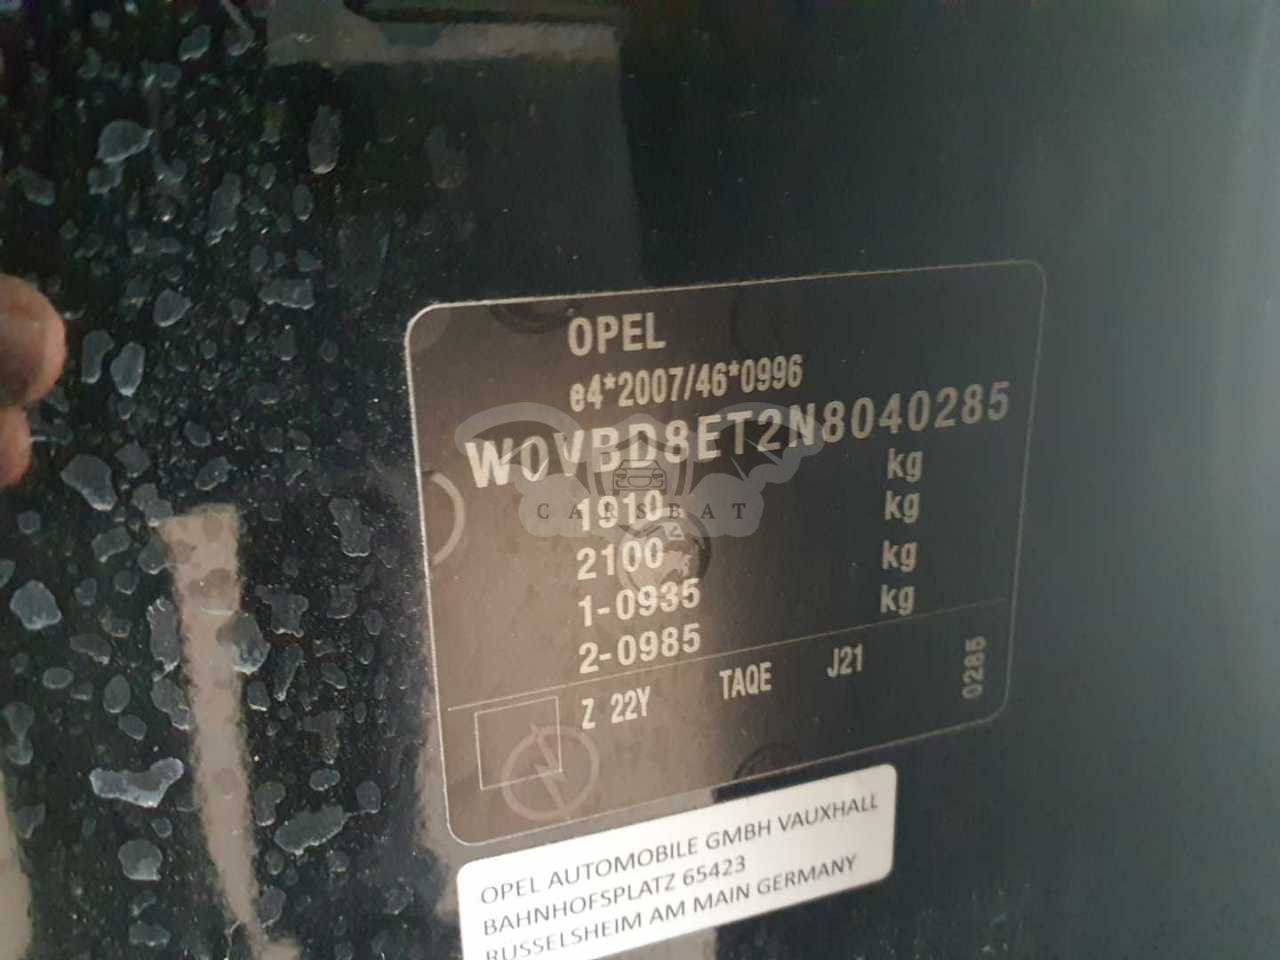 OPEL
e4*2007/46*0996
W0VBD8ET2N8040285
kg
1910 kg
2100 kg
1-0935 kg
2-0985
Z 22Y TAQE J21 0285
CARSEAT
OPEL AUTOMOBILE GMBH VAUXHALL
BAHNHOFSPLATZ 65423
RUSSELSHEIM AM MAIN GERMANY